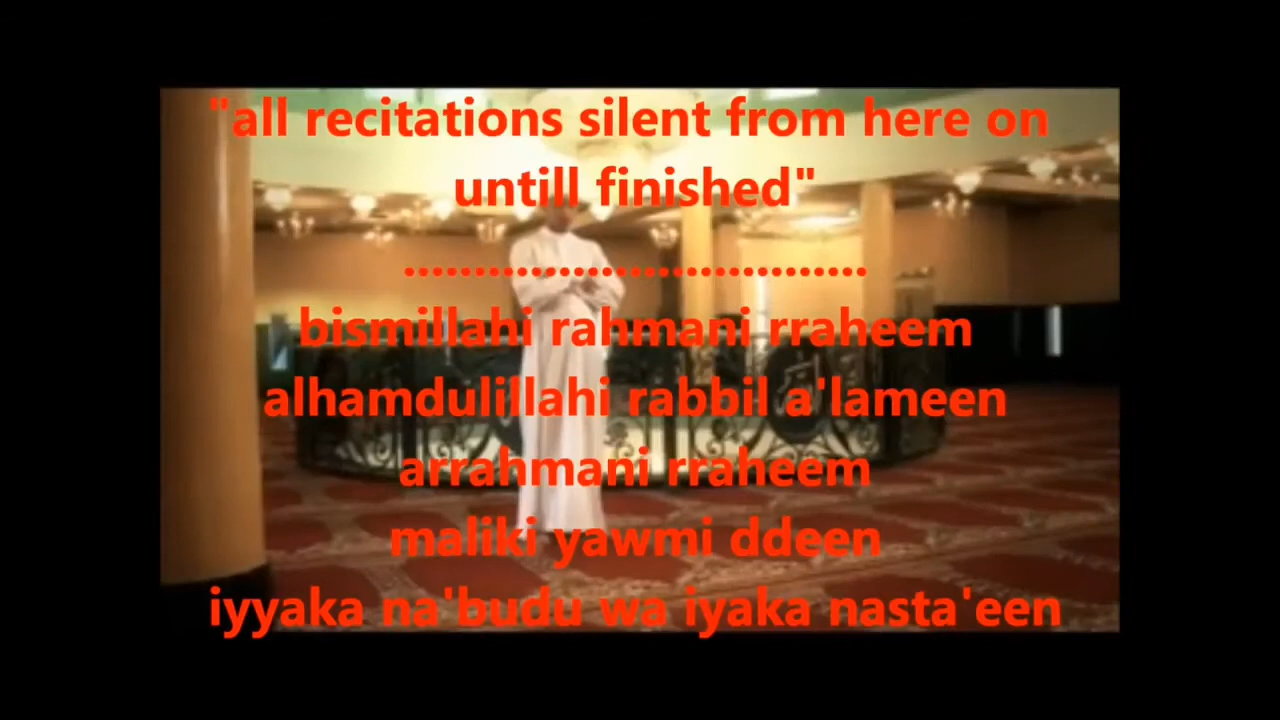 "all recitations silent from here on
untill finished"
.................................
bismillahi rahmani rraheem
alhamdulillahi rabbil a'lameen
arrahmani rraheem
maliki yawmi ddeen
iyyaka na'budu wa iyaka nasta'een